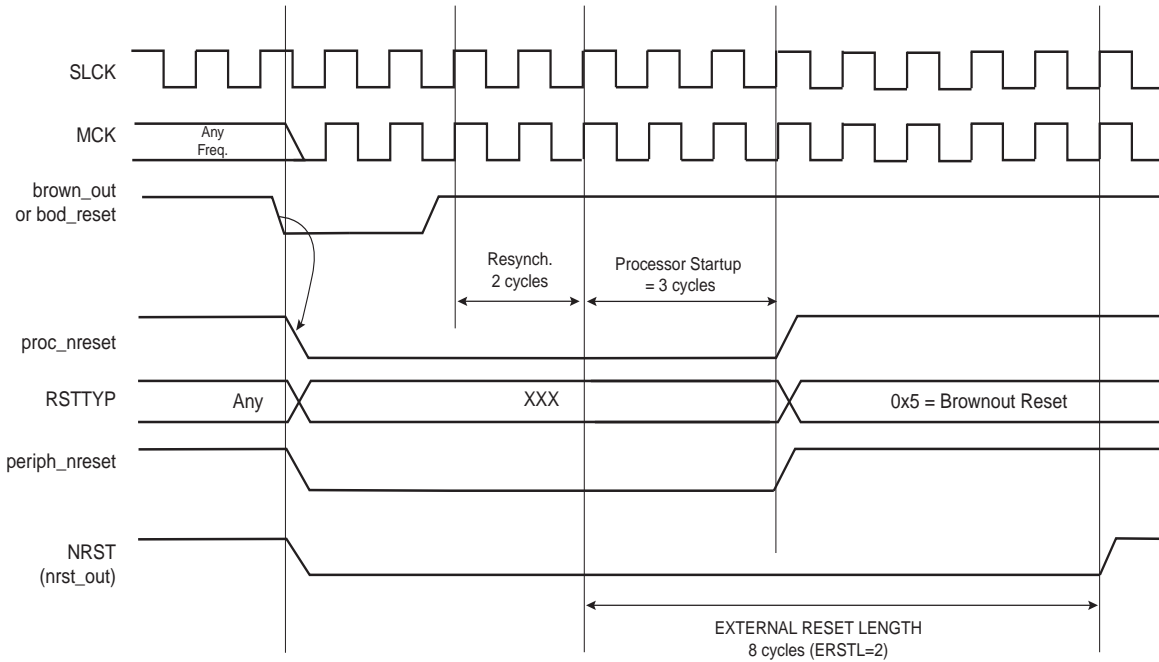 SLCK
MCK
Any
Freq.
brown_out
or bod_reset
Resynch.
2 cycles
Processor Startup
= 3 cycles
proc_nreset
RSTTYP
Any
XXX
0x5 = Brownout Reset
periph_nreset
NRST
(nrst_out)
EXTERNAL RESET LENGTH
8 cycles (ERSTL=2)